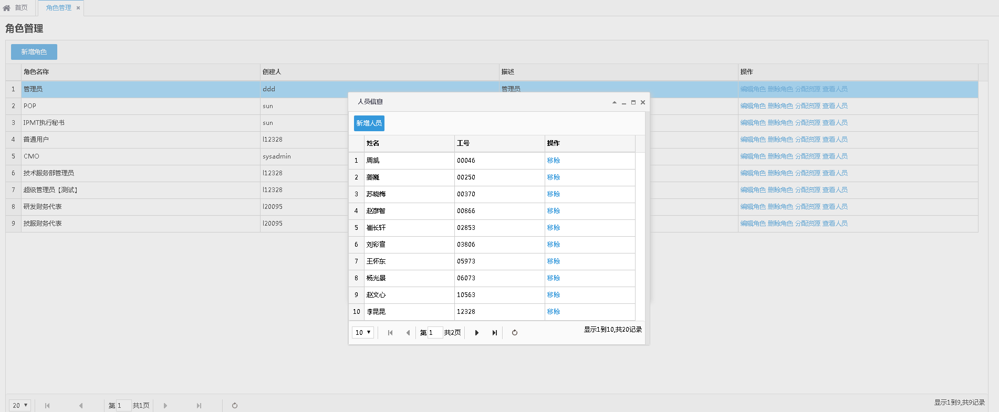 首页 角色管理
角色管理
新增角色
角色名称 创建人 描述 操作
1 管理员 ddd 管理员 编辑角色 删除角色 分配资源 查看人员
2 POP sun 编辑角色 删除角色 分配资源 查看人员
3 IPMT执行秘书 sun 编辑角色 删除角色 分配资源 查看人员
4 普通用户 l12328 编辑角色 删除角色 分配资源 查看人员
5 CMO sysadmin 编辑角色 删除角色 分配资源 查看人员
6 技术服务部管理员 l12328 编辑角色 删除角色 分配资源 查看人员
7 超级管理员【测试】 l12328 编辑角色 删除角色 分配资源 查看人员
8 研发财务代表 l20095 编辑角色 删除角色 分配资源 查看人员
9 技服财务代表 l20095 编辑角色 删除角色 分配资源 查看人员
人员信息
新增人员
姓名 工号 操作
1 周凯 00046 移除
2 姜巍 00250 移除
3 苏晓梅 00370 移除
4 赵彦智 00866 移除
5 崔长轩 02853 移除
6 刘彩宣 03806 移除
7 王怀东 05973 移除
8 杨光景 06073 移除
9 赵文心 10563 移除
10 李昆昆 12328 移除
10 第 1 共2页 显示1到10,共20记录
20 第 1 共1页 显示1到9,共9记录